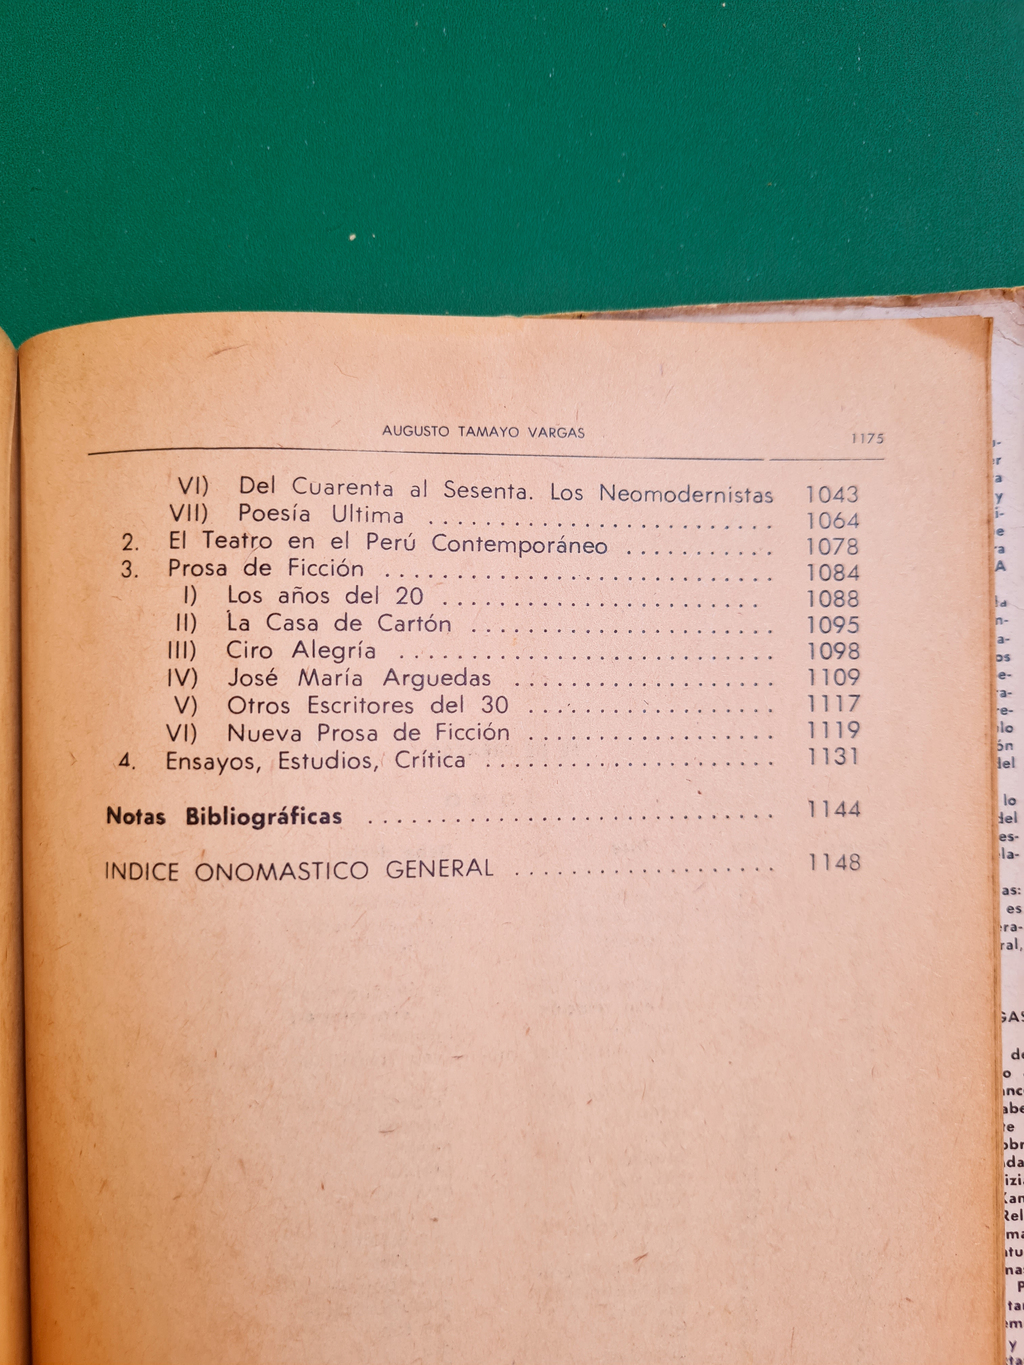 AUGUSTO TAMAYO VARGAS 1175
VI) Del Cuarenta al Sesenta. Los Neomodernistas 1043
VII) Poesía Ultima ........................ 1064
2. El Teatro en el Perú Contemporáneo ........... 1078
3. Prosa de Ficción ............................ 1084
I) Los años del 20 ....................... 1088
II) La Casa de Cartón ...................... 1095
III) Ciro Alegría ........................... 1098
IV) José María Arguedas ................... 1109
V) Otros Escritores del 30 .................. 1117
VI) Nueva Prosa de Ficción .................. 1119
4. Ensayos, Estudios, Crítica ..................... 1131
Notas Bibliográficas ............................. 1144
INDICE ONOMASTICO GENERAL ................... 1148